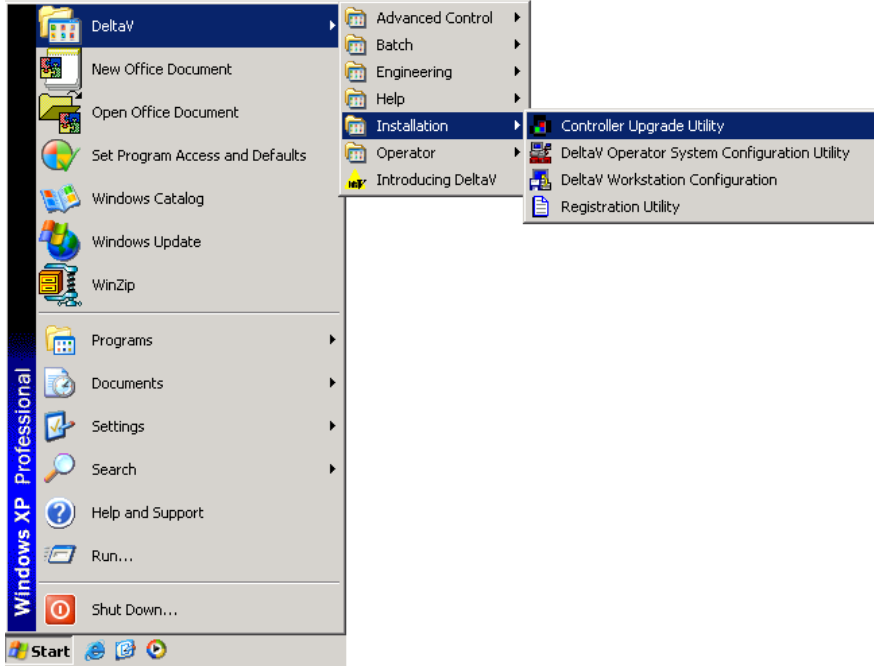 DeltaV
New Office Document
Open Office Document
Set Program Access and Defaults
Windows Catalog
Windows Update
WinZip
Programs
Documents
Settings
Search
Help and Support
Run...
Shut Down...
Windows XP Professional
Start
Advanced Control
Batch
Engineering
Help
Installation
Operator
Introducing DeltaV
Controller Upgrade Utility
DeltaV Operator System Configuration Utility
DeltaV Workstation Configuration
Registration Utility